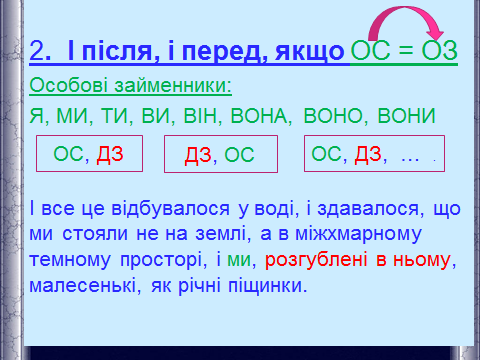 2.  І після, і перед, якщо ОС = ОЗ
Особові займенники:
Я, МИ, ТИ, ВИ, ВІН, ВОНА, ВОНО, ВОНИ
ОС, ДЗ
ДЗ, ОС
ОС, ДЗ, … .
І все це відбувалося у воді, і здавалося, що
ми стояли не на землі, а в міжхмарному
темному просторі, і ми, розгублені в ньому,
малесенькі, як річні піщинки.